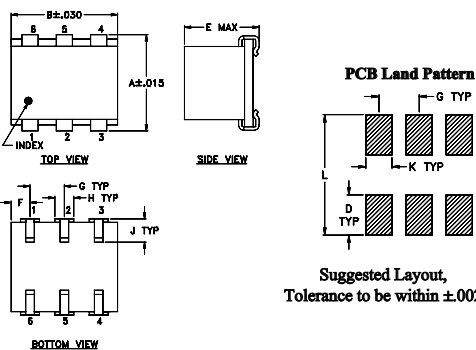 B±.030
6 5 4
A±.015
INDEX
1 2 3
TOP VIEW
E MAX
SIDE VIEW
PCB Land Pattern
G TYP
K TYP
L
D TYP
Suggested Layout,
Tolerance to be within ±.00
F
G TYP
H TYP
1 2 3
J TYP
6 5 4
BOTTOM VIEW